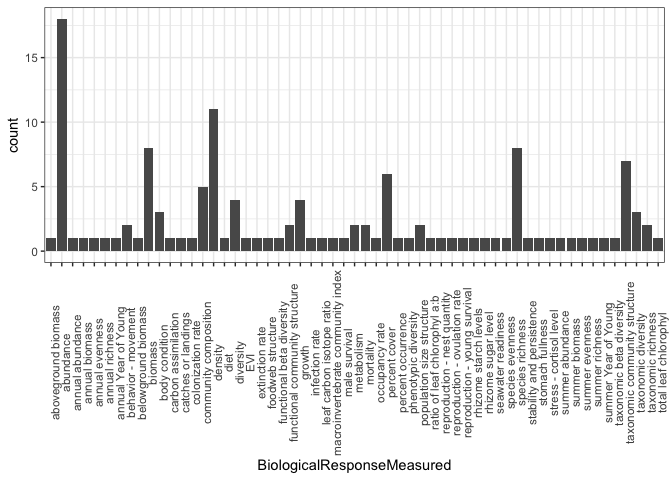 15
10
5
0
count
aboveground biomass
abundance
annual abundance
annual biomass
annual evenness
annual richness
annual Year of Young
behavior - movement
belowground biomass
biomass
body condition
carbon assimilation
catches or landings
colonization rate
community composition
density
diet
diversity
EVI
extinction rate
foodweb structure
functional beta diversity
functional community structure
growth
infection rate
leaf carbon isotope ratio
macroinvertebrate community index
male survival
metabolism
mortality
occupancy rate
percent cover
percent occurrence
phenotypic diversity
population size structure
ratio of leaf chlorophyl a:b
reproduction - nest quantity
reproduction - ovulation rate
reproduction - young survival
rhizome starch levels
rhizome sugar level
seawater readiness
species evenness
species richness
stability and persistence
stomach fullness
stress - cortisol level
summer abundance
summer biomass
summer evenness
summer richness
summer Year of Young
taxonomic beta diversity
taxonomic community structure
taxonomic diversity
taxonomic richness
total leaf chlorophyl
BiologicalResponseMeasured